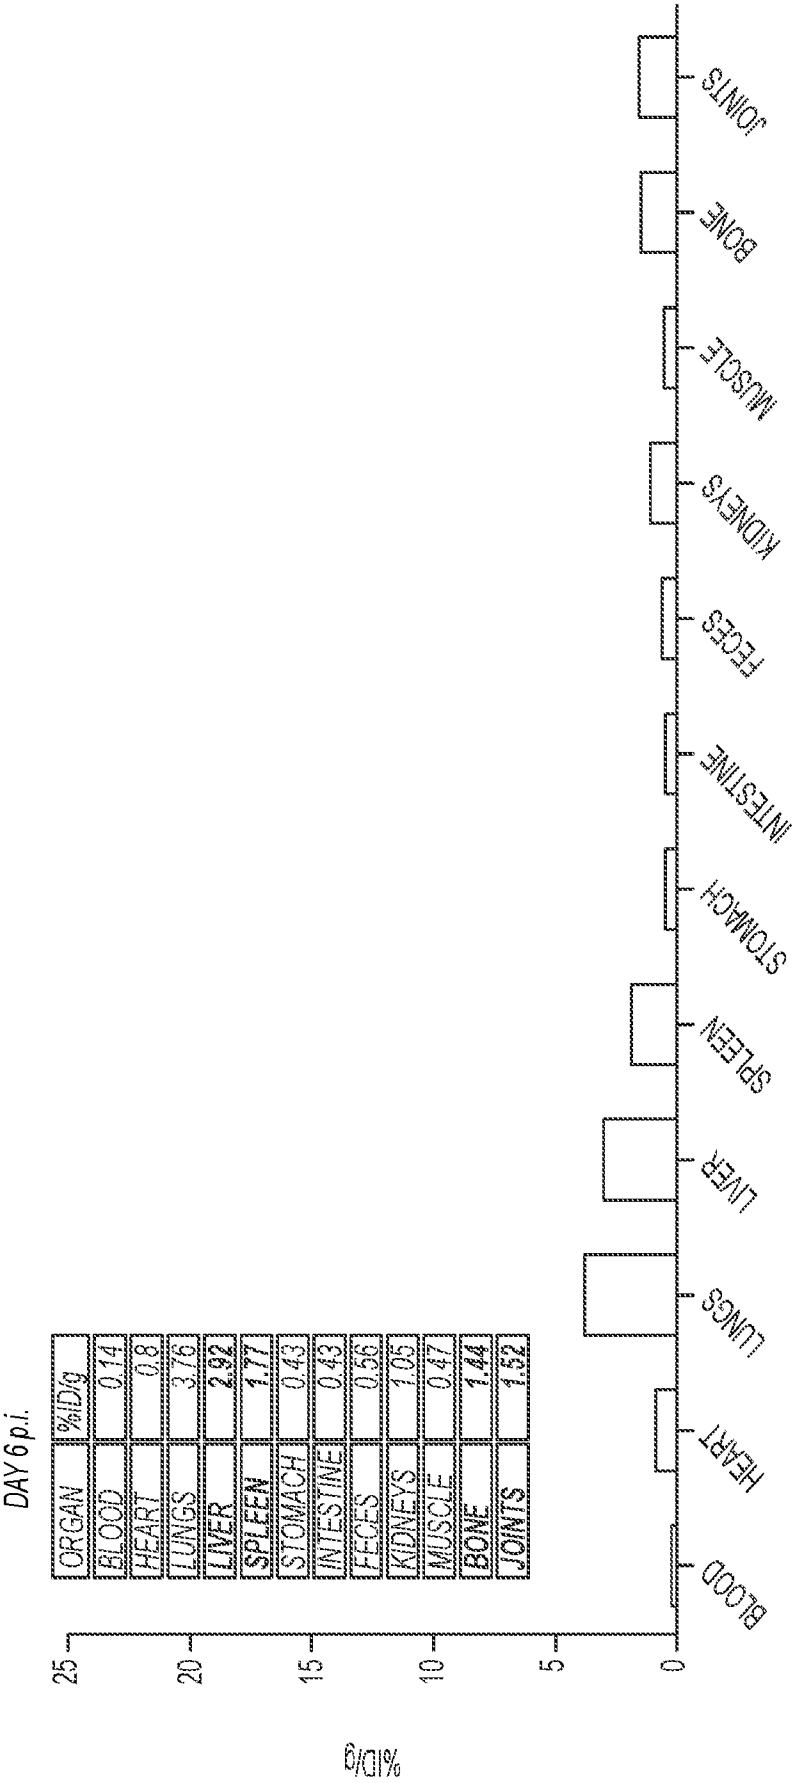 DAY 6 p.i.
ORGAN %ID/g
BLOOD 0.14
HEART 0.8
LUNGS 3.76
LIVER 2.92
SPLEEN 1.77
STOMACH 0.43
INTESTINE 0.43
FECES 0.56
KIDNEYS 1.05
MUSCLE 0.47
BONE 1.44
JOINTS 1.52
%ID/g
25
20
15
10
5
0
BLOOD
HEART
LUNGS
LIVER
SPLEEN
STOMACH
INTESTINE
FECES
KIDNEYS
MUSCLE
BONE
JOINTS